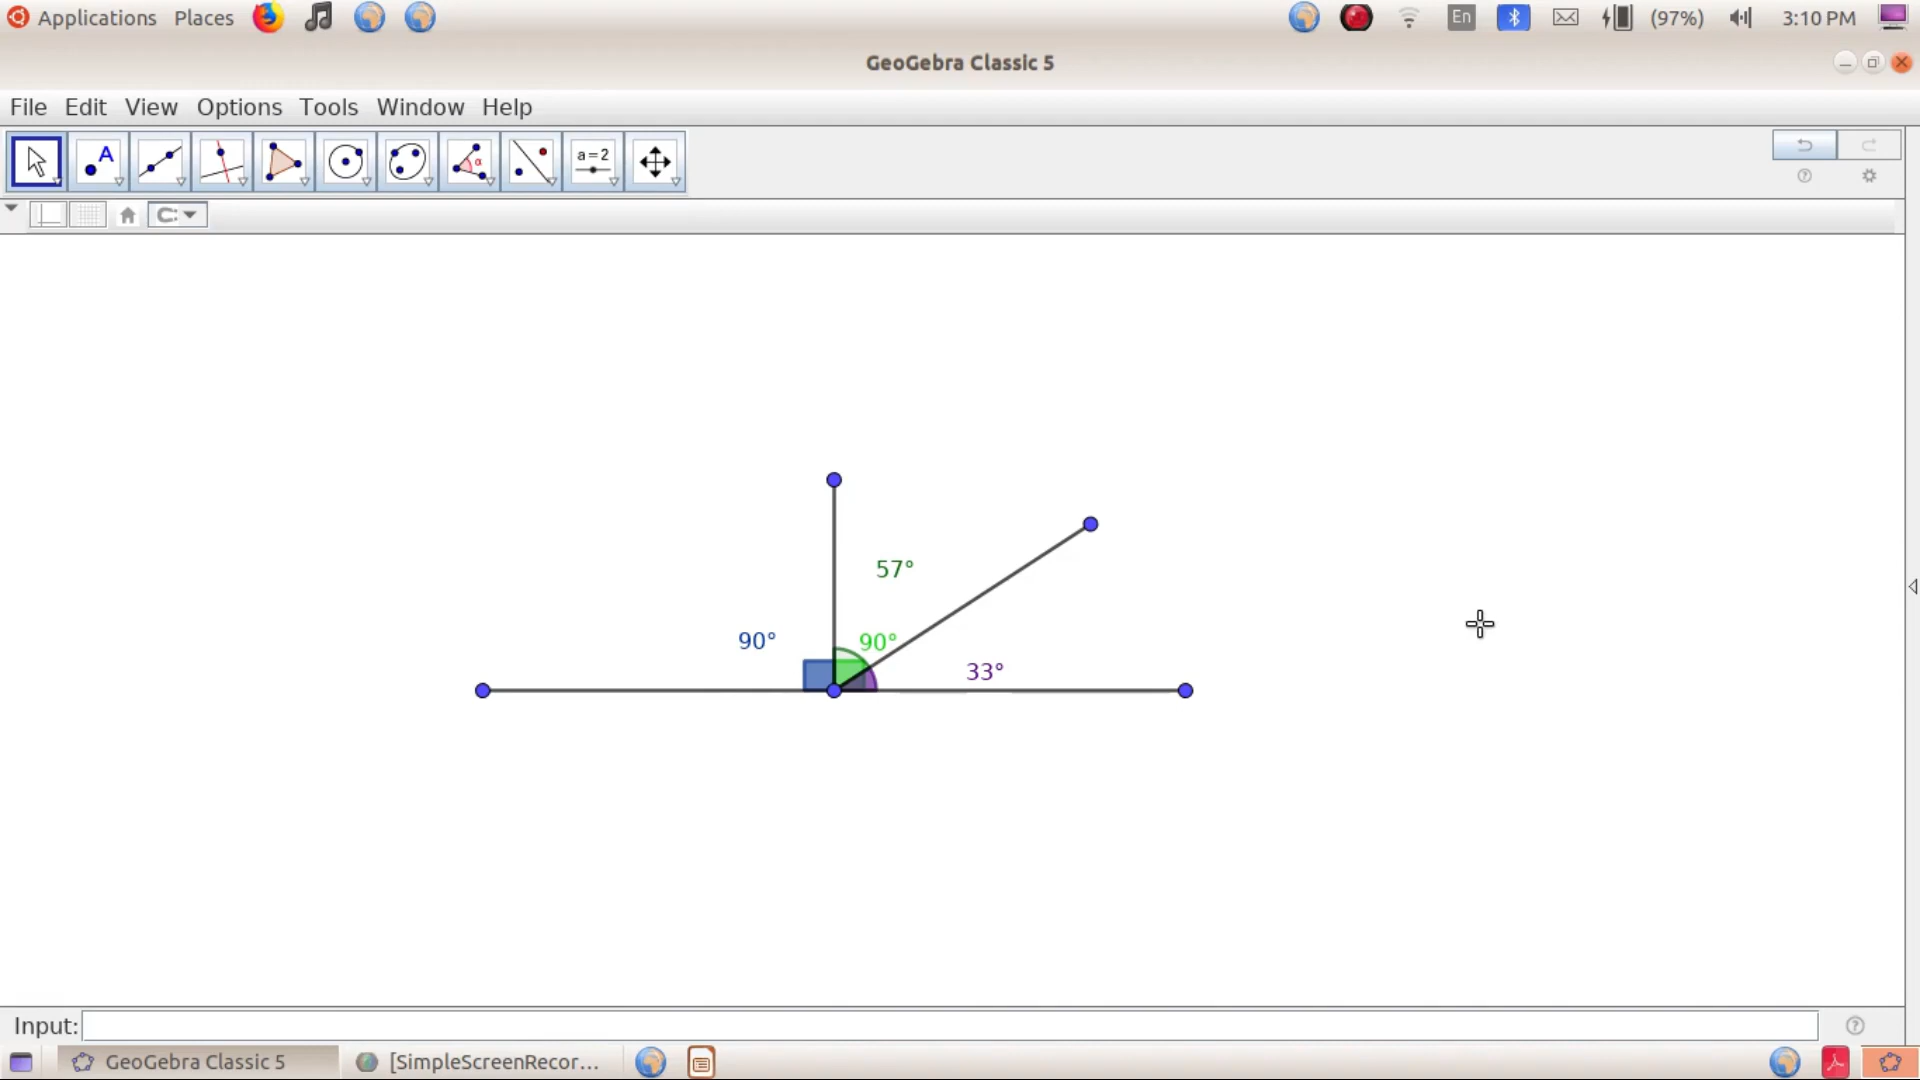 Applications Places En (97%) 3:10 PM
GeoGebra Classic 5
File Edit View Options Tools Window Help
A α a=2
57°
90° 90°
33°
Input:
GeoGebra Classic 5 [SimpleScreenRecor...